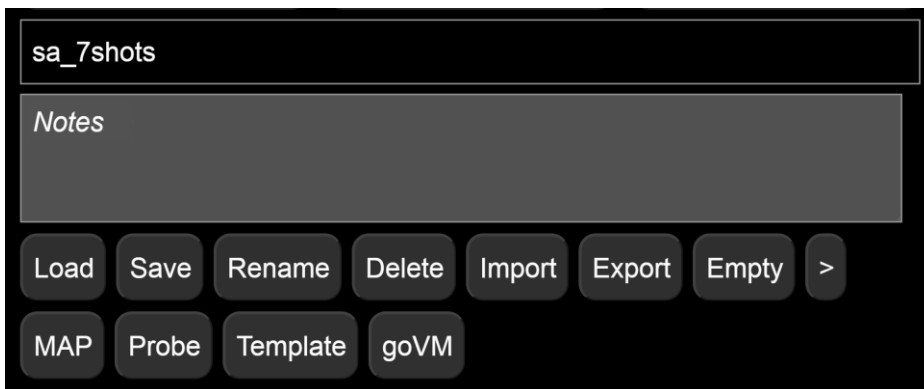 sa_7shots
Notes
Load Save Rename Delete Import Export Empty >
MAP Probe Template goVM